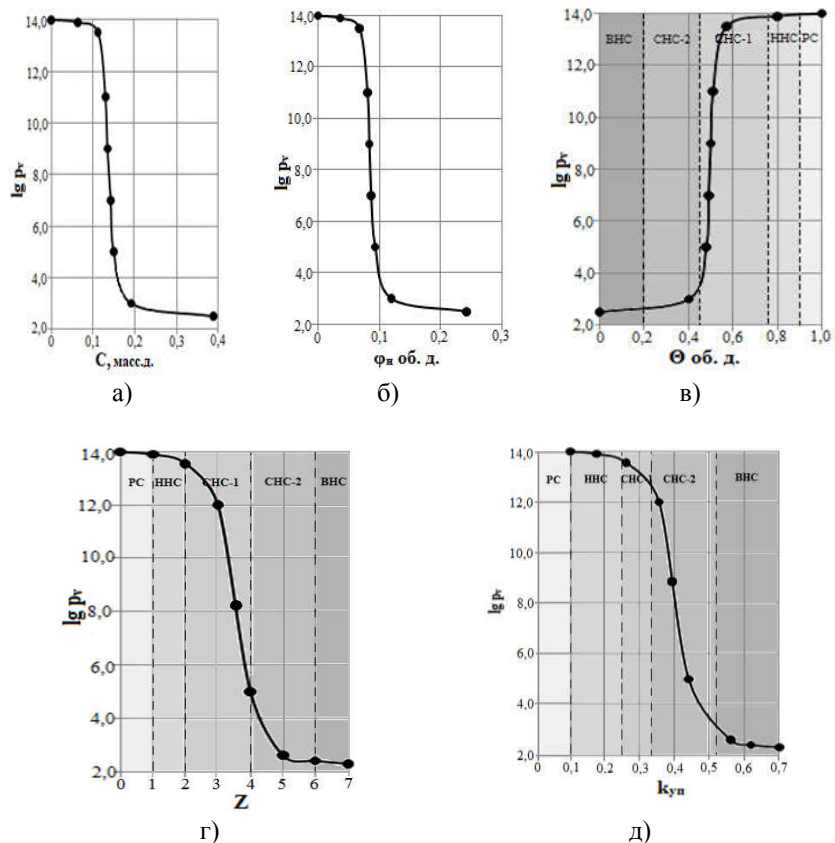 lg pv
14,0
12,0
10,0
8,0
6,0
4,0
2,0
0 0,1 0,2 0,3 0,4
С, масс.д.
а)
lg pv
14,0
12,0
10,0
8,0
6,0
4,0
2,0
0 0,1 0,2 0,3
φн об. д.
б)
lg pv
14,0
12,0
10,0
8,0
6,0
4,0
2,0
ВНС СНС-2 СНС-1 ННС РС
0 0,2 0,4 0,6 0,8 1,0
Θ об. д.
в)
lg pv
14,0
12,0
10,0
8,0
6,0
4,0
2,0
РС ННС СНС-1 СНС-2 ВНС
0 1 2 3 4 5 6 7
Z
г)
lg pv
14,0
12,0
10,0
8,0
6,0
4,0
2,0
РС ННС СНС СНС-2 ВНС
0 0,1 0,2 0,3 0,4 0,5 0,6 0,7
kуп
д)